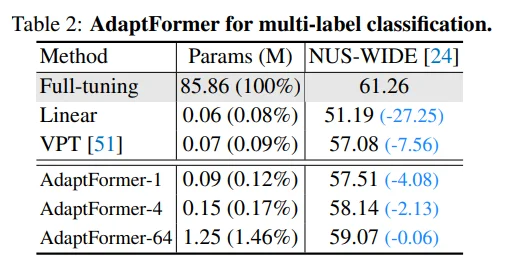 Table 2: AdaptFormer for multi-label classification.
Method Params (M) NUS-WIDE [24]
Full-tuning 85.86 (100%) 61.26
Linear 0.06 (0.08%) 51.19 (-27.25)
VPT [51] 0.07 (0.09%) 57.08 (-7.56)
AdaptFormer-1 0.09 (0.12%) 57.51 (-4.08)
AdaptFormer-4 0.15 (0.17%) 58.14 (-2.13)
AdaptFormer-64 1.25 (1.46%) 59.07 (-0.06)